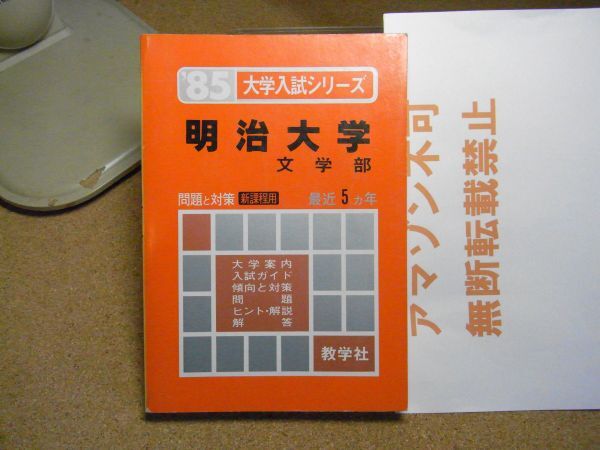 '85 大学入試シリーズ
明治大学
文学部
問題と対策 新課程用 最近5ヵ年
大学案内
入試ガイド
傾向と対策
問題
ヒント・解説
解答
教学社
アマゾン不可
無断転載禁止